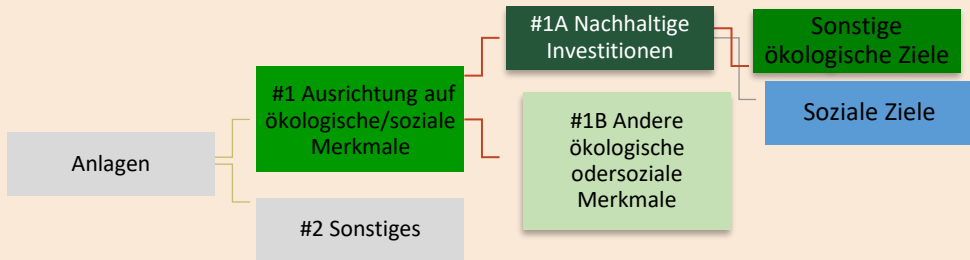 Anlagen
#1 Ausrichtung auf
ökologische/soziale
Merkmale
#2 Sonstiges
#1A Nachhaltige
Investitionen
#1B Andere
ökologische
odersoziale
Merkmale
Sonstige
ökologische Ziele
Soziale Ziele